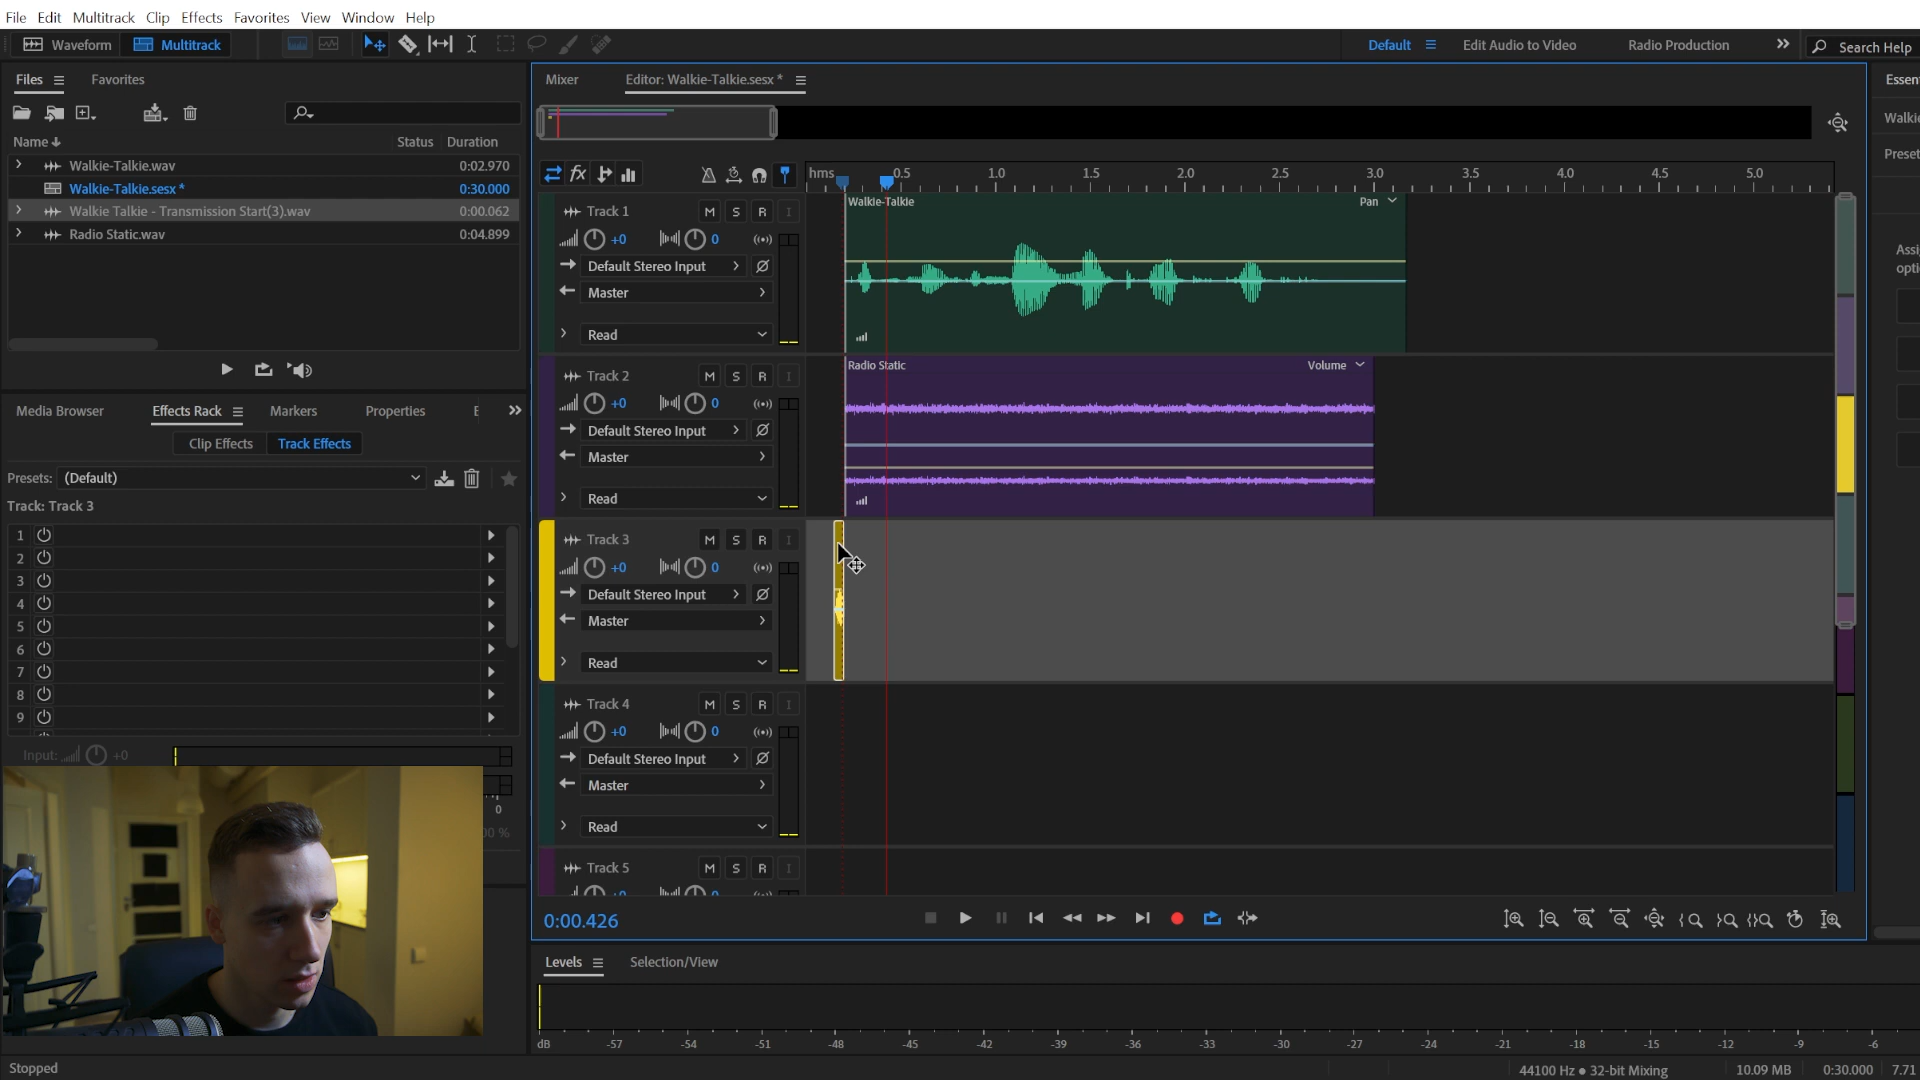 File Edit Multitrack Clip Effects Favorites View Window Help
Waveform Multitrack Default Edit Audio to Video Radio Production Search Help
Files Favorites
Name Status Duration
Walkie-Talkie.wav 0:02.970
Walkie-Talkie.sesx * 0:30.000
Walkie Talkie - Transmission Start(3).wav 0:00.062
Radio Static.wav 0:04.899
Media Browser Effects Rack Markers Properties
Clip Effects Track Effects
Presets: (Default)
Track: Track 3
1
2
3
4
5
6
7
8
9
Input: +0
0
Mixer Editor: Walkie-Talkie.sesx *
fx hms 0.5 1.0 1.5 2.0 2.5 3.0 3.5 4.0 4.5 5.0
Track 1 M S R I
+0 0
Default Stereo Input
Master
Read
Walkie-Talkie Pan
Track 2 M S R I
+0 0
Default Stereo Input
Master
Read
Radio Static Volume
Track 3 M S R I
+0 0
Default Stereo Input
Master
Read
Track 4 M S R I
+0 0
Default Stereo Input
Master
Read
Track 5 M S R I
0:00.426
Levels Selection/View
dB -57 -54 -51 -48 -45 -42 -39 -36 -33 -30 -27 -24 -21 -18 -15 -12 -9 -6
Stopped 44100 Hz ● 32-bit Mixing 10.09 MB 0:30.000 7.71